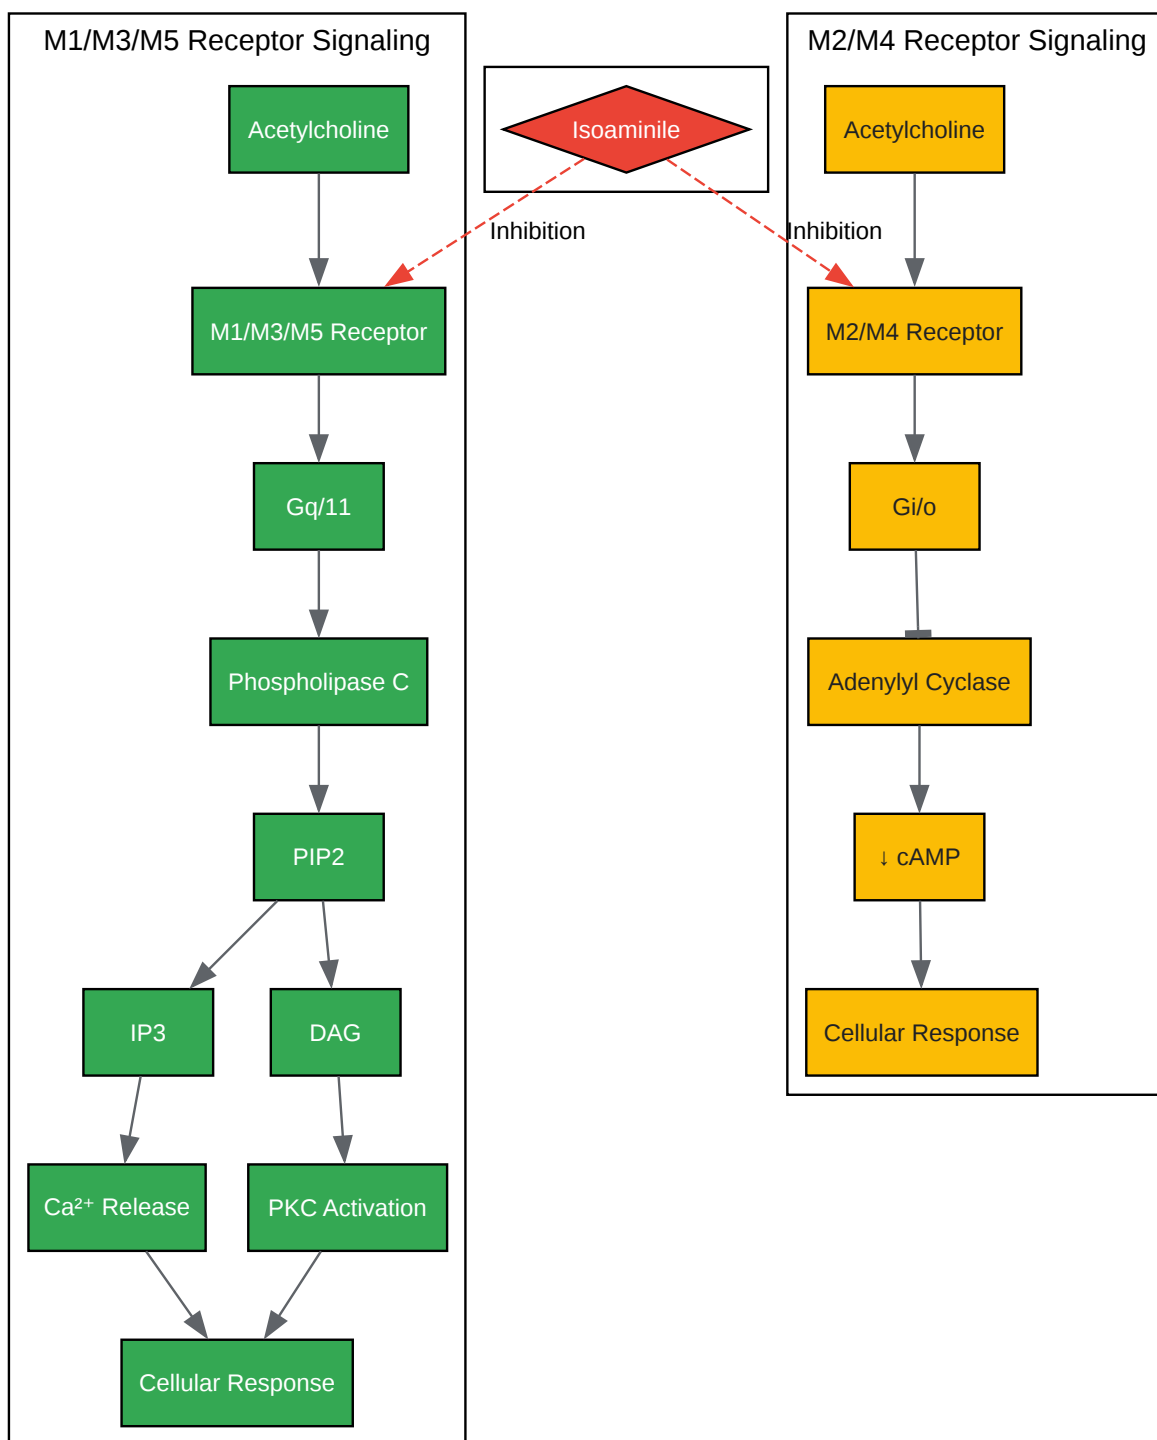 M1/M3/M5 Receptor Signaling
Acetylcholine
M1/M3/M5 Receptor
Gq/11
Phospholipase C
PIP2
IP3
DAG
Ca²⁺ Release
PKC Activation
Cellular Response
Isoaminile
Inhibition
Inhibition
M2/M4 Receptor Signaling
Acetylcholine
M2/M4 Receptor
Gi/o
Adenylyl Cyclase
↓ cAMP
Cellular Response